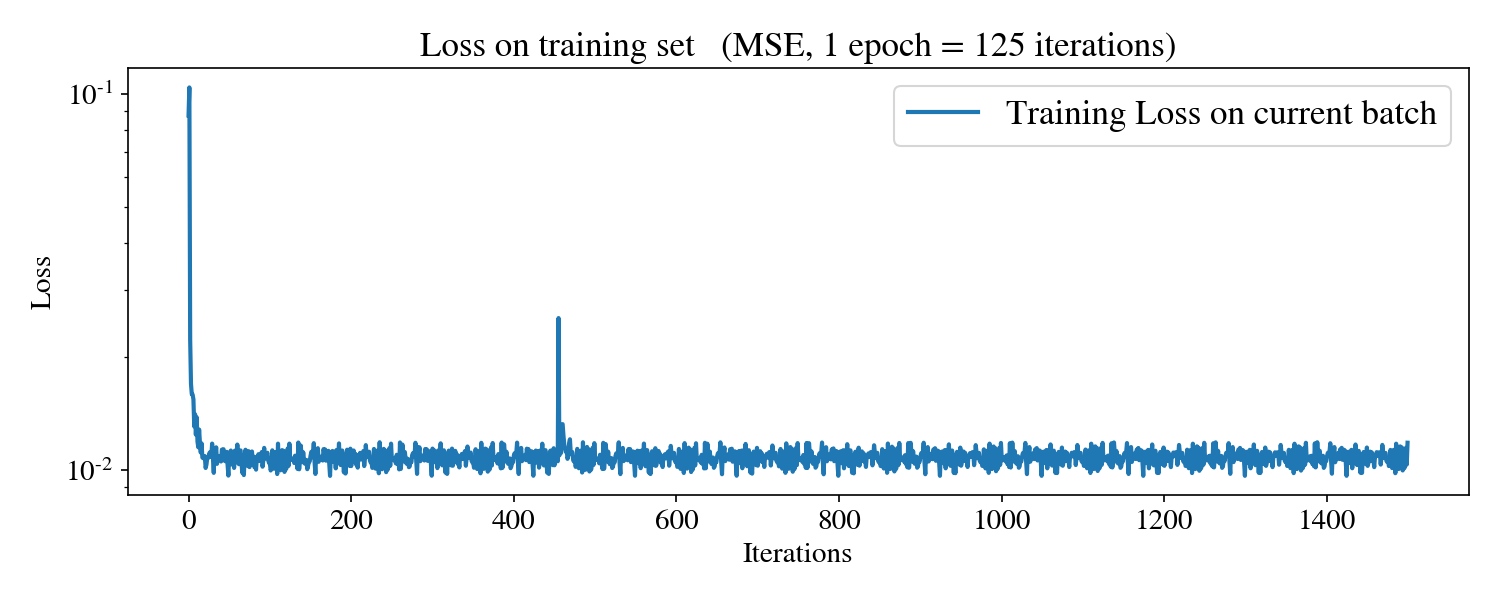 Loss on training set   (MSE, 1 epoch = 125 iterations)
Training Loss on current batch
Loss
10⁻¹
10⁻²
0 200 400 600 800 1000 1200 1400
Iterations